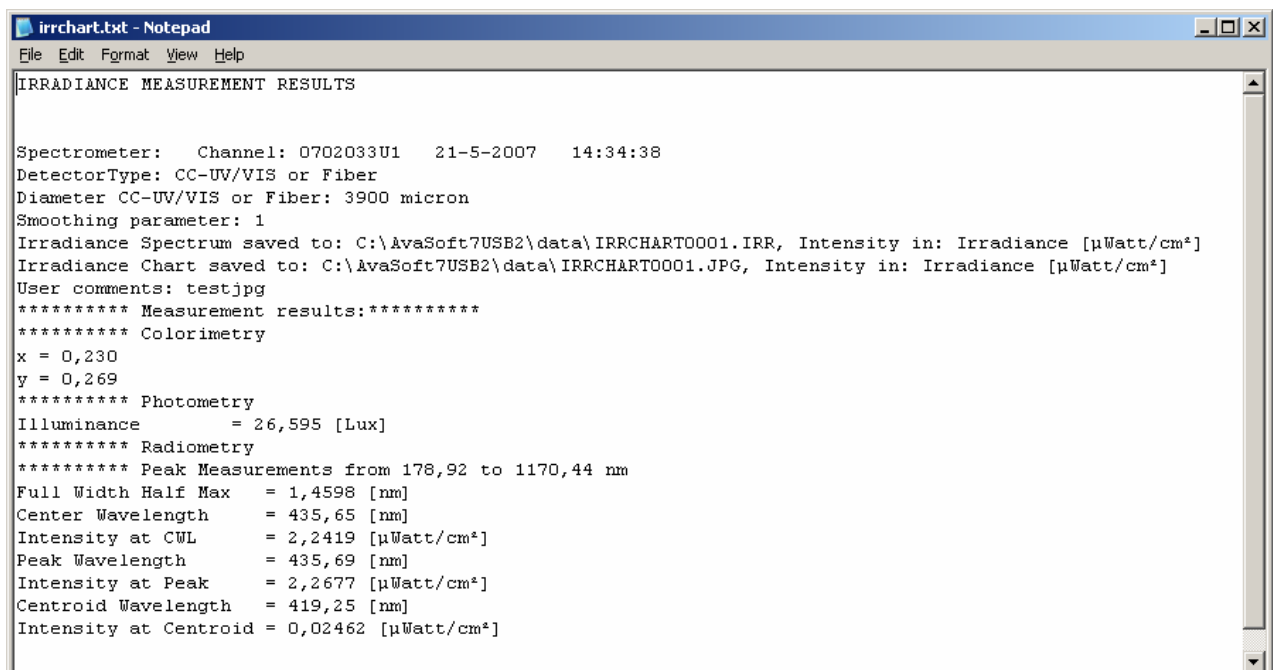 irrchart.txt - Notepad
File Edit Format View Help
IRRADIANCE MEASUREMENT RESULTS
Spectrometer: Channel: 0702033U1 21-5-2007 14:34:38
DetectorType: CC-UV/VIS or Fiber
Diameter CC-UV/VIS or Fiber: 3900 micron
Smoothing parameter: 1
Irradiance Spectrum saved to: C:\AvaSoft7USB2\data\IRRCHART0001.IRR, Intensity in: Irradiance [µWatt/cm²]
Irradiance Chart saved to: C:\AvaSoft7USB2\data\IRRCHART0001.JPG, Intensity in: Irradiance [µWatt/cm²]
User comments: testjpg
********** Measurement results:**********
********** Colorimetry
x = 0,230
y = 0,269
********** Photometry
Illuminance = 26,595 [Lux]
********** Radiometry
********** Peak Measurements from 178,92 to 1170,44 nm
Full Width Half Max = 1,4598 [nm]
Center Wavelength = 435,65 [nm]
Intensity at CWL = 2,2419 [µWatt/cm²]
Peak Wavelength = 435,69 [nm]
Intensity at Peak = 2,2677 [µWatt/cm²]
Centroid Wavelength = 419,25 [nm]
Intensity at Centroid = 0,02462 [µWatt/cm²]